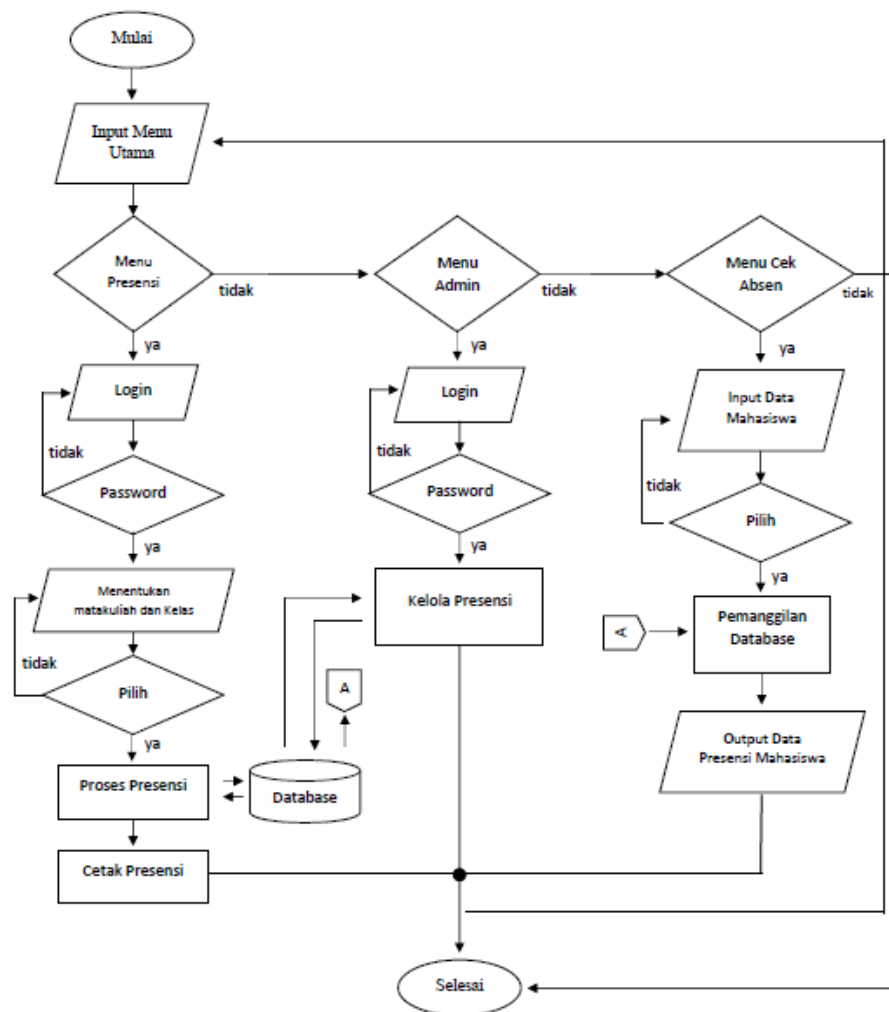 Mulai
Input Menu
Utama
Menu
Presensi
tidak
Menu
Admin
tidak
Menu Cek
Absen
tidak
ya
ya
ya
Login
tidak
Password
ya
Login
tidak
Password
ya
Input Data
Mahasiswa
tidak
Pilih
ya
Menentukan
matakuliah dan Kelas
tidak
Pilih
ya
Kelola Presensi
A
Pemanggilan
Database
A
Proses Presensi
Database
Output Data
Presensi Mahasiswa
Cetak Presensi
Selesai